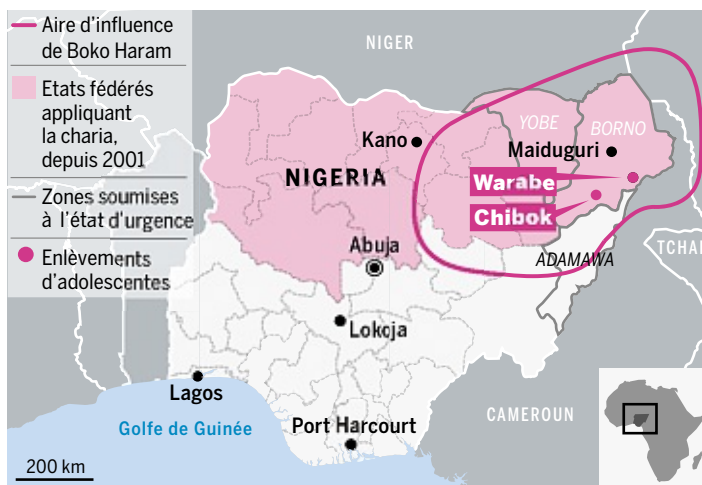 Aire d'influence
de Boko Haram
Etats fédérés
appliquant
la charia,
depuis 2001
Zones soumises
à l'état d'urgence
Enlèvements
d'adolescentes
NIGER
YOBE
BORNO
Kano
Maiduguri
NIGERIA
Warabe
Chibok
Abuja
TCHAD
ADAMAWA
Lokoja
Lagos
CAMEROUN
Golfe de Guinée
Port Harcourt
200 km